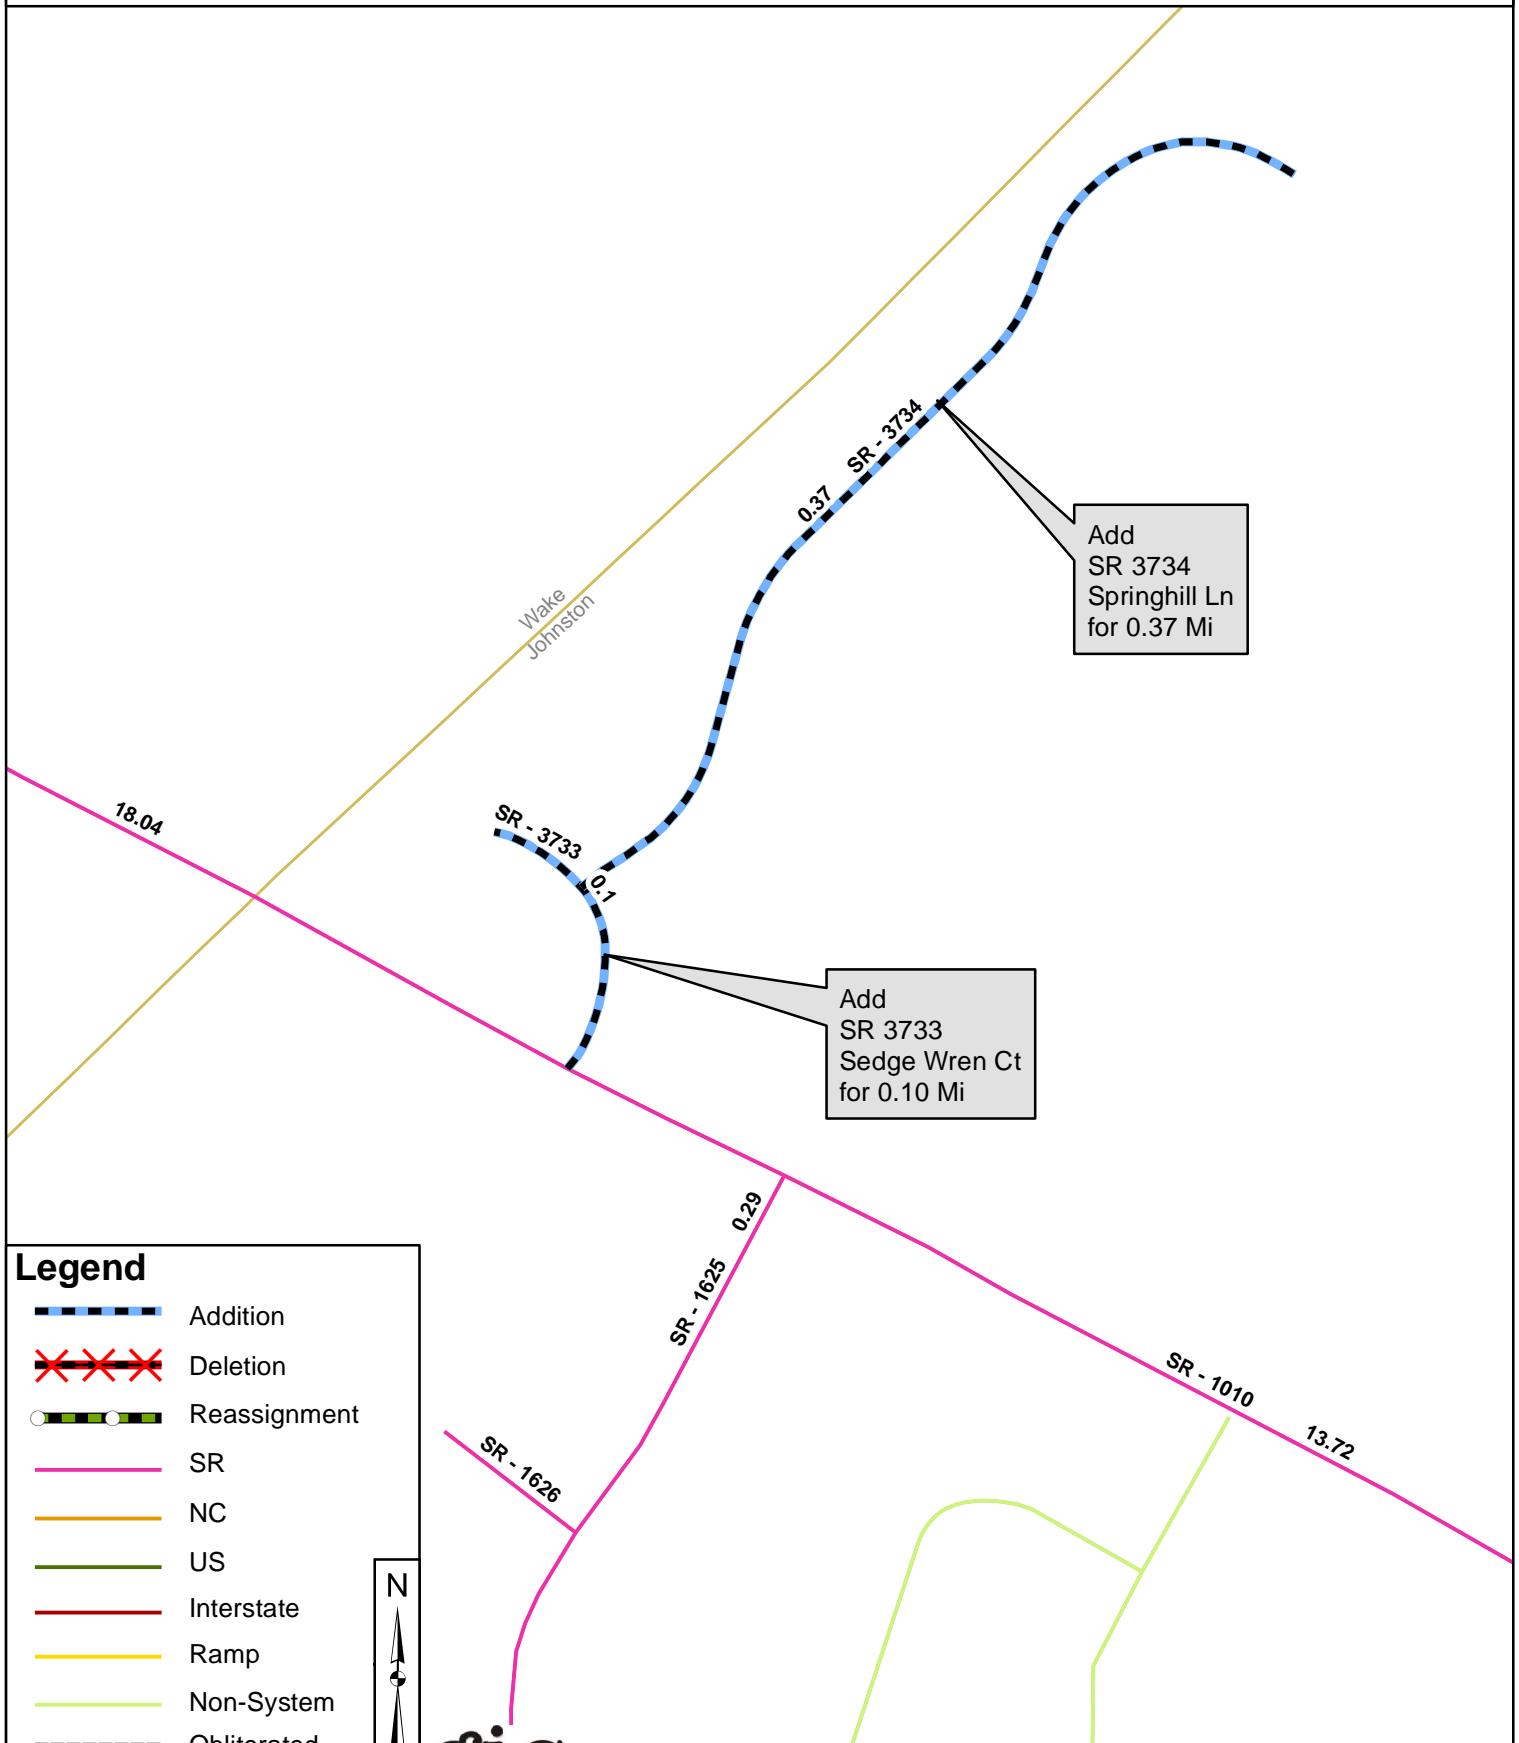 SR - 3734
0.37
Add
SR 3734
Springhill Ln
for 0.37 Mi
Wake
Johnston
18.04
SR - 3733
0.1
Add
SR 3733
Sedge Wren Ct
for 0.10 Mi
0.29
SR - 1625
SR - 1010
13.72
SR - 1626
Legend
Addition
Deletion
Reassignment
SR
NC
US
Interstate
Ramp
Non-System
Obliterated
N